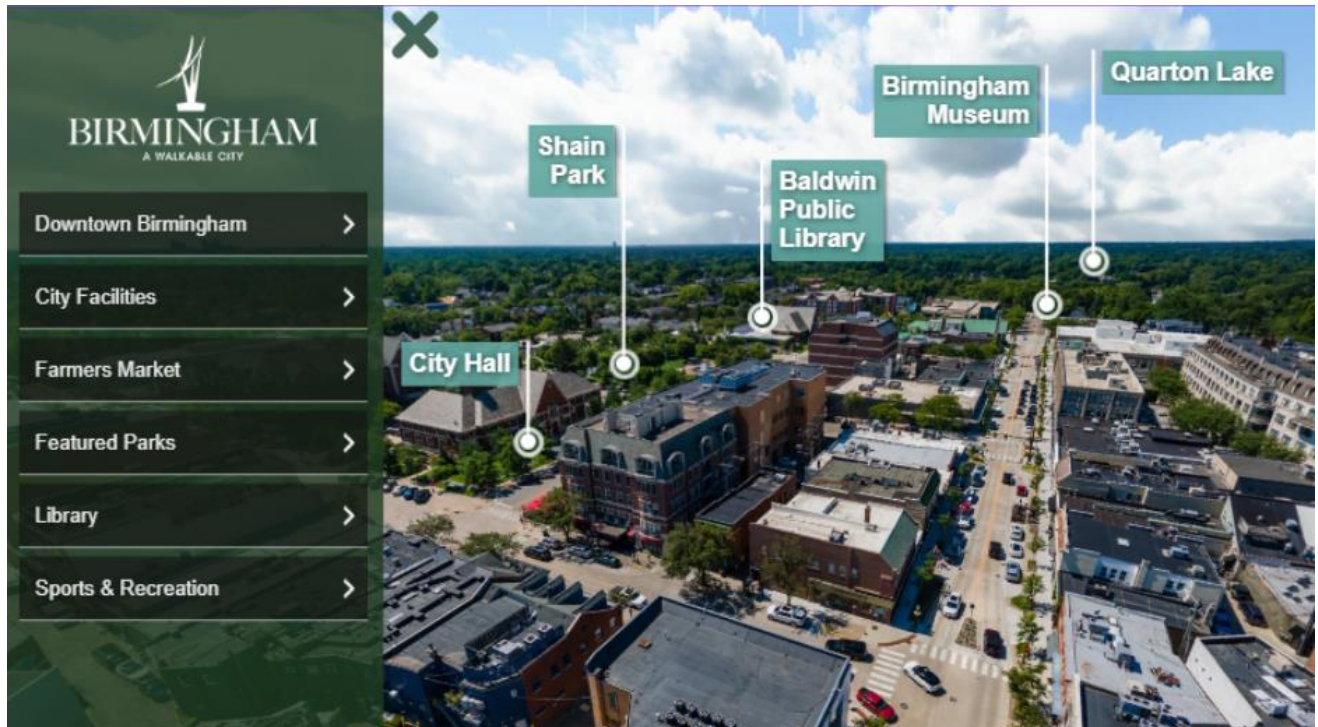 BIRMINGHAM
A WALKABLE CITY
Downtown Birmingham
City Facilities
Farmers Market
Featured Parks
Library
Sports & Recreation
City Hall
Shain
Park
Baldwin
Public
Library
Birmingham
Museum
Quarton Lake